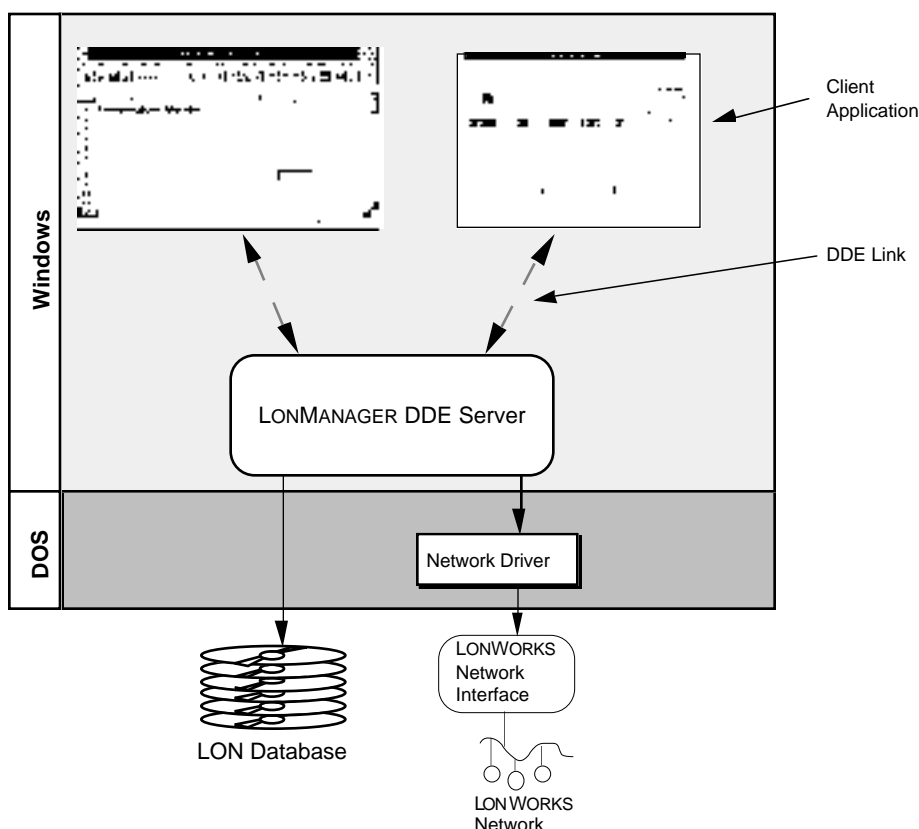 Client
Application
DDE Link
Windows
LONMANAGER DDE Server
DOS
Network Driver
LONWORKS
Network
Interface
LON Database
LONWORKS
Network